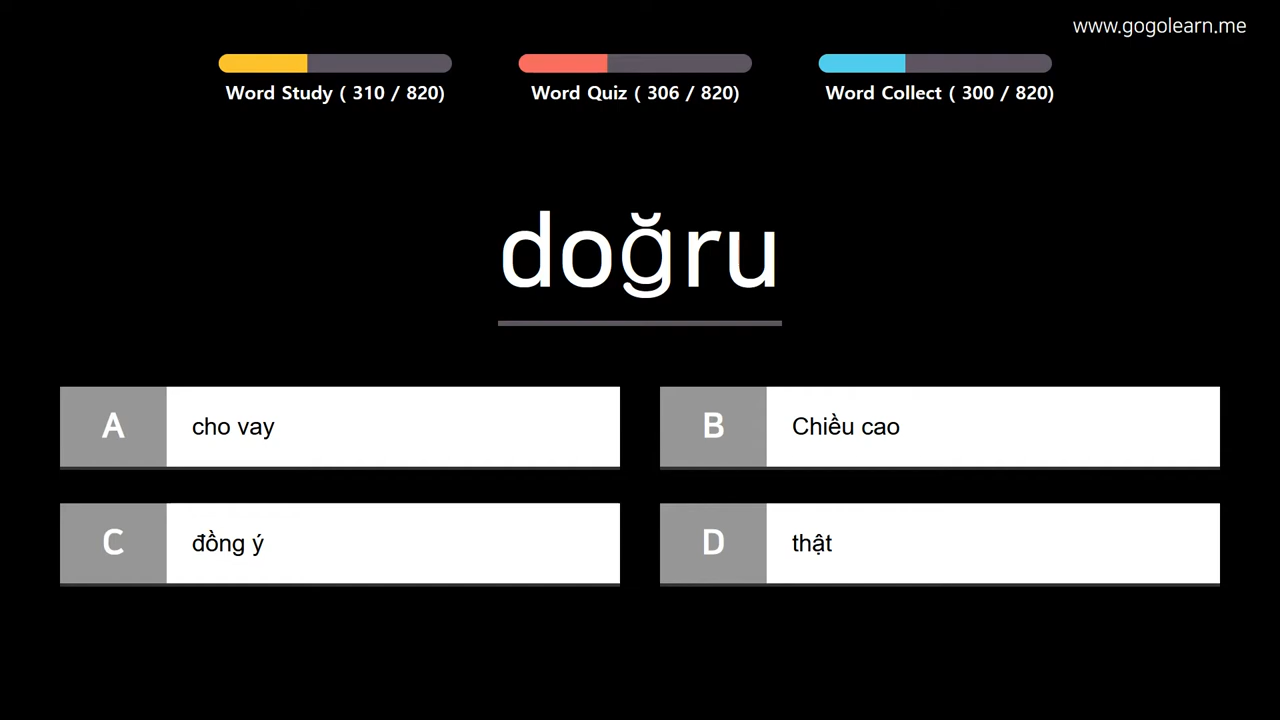 www.gogolearn.me
Word Study ( 310 / 820)
Word Quiz ( 306 / 820)
Word Collect ( 300 / 820)
doğru
A cho vay
B Chiều cao
C đồng ý
D thật